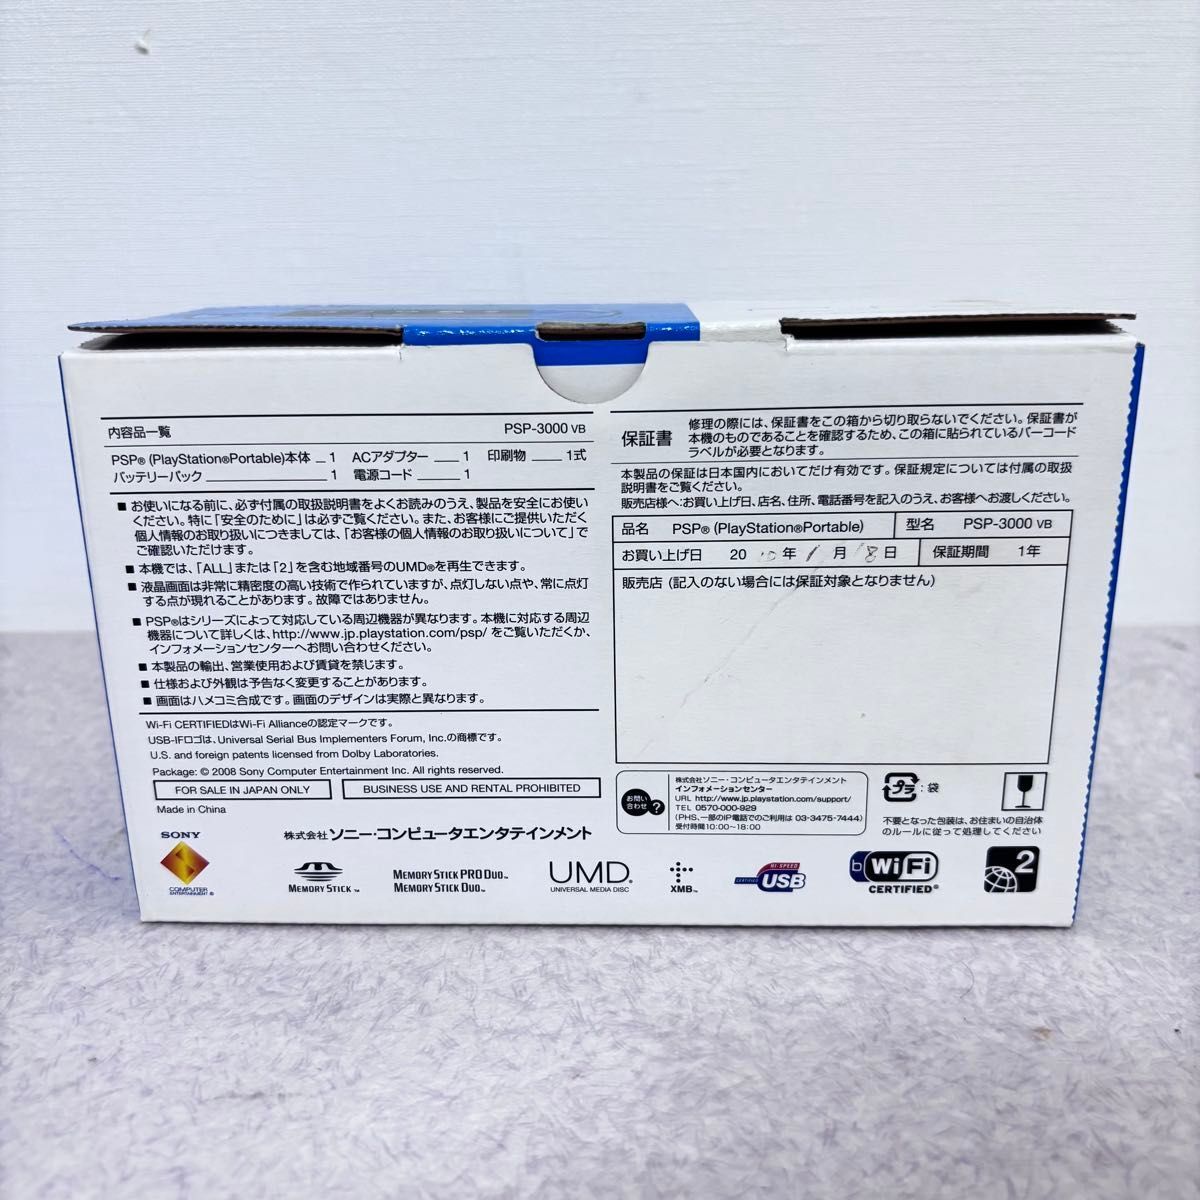 内容品一覧 PSP-3000 VB
PSP® (PlayStation®Portable)本体 1 ACアダプター 1 印刷物 1式
バッテリーパック 1 電源コード 1
■ お使いになる前に、必ず付属の取扱説明書をよくお読みのうえ、製品を安全にお使い
ください。特に「安全のために」は必ずご覧ください。また、お客様にご提供いただく
個人情報のお取り扱いにつきましては、「お客様の個人情報のお取り扱いについて」で
ご確認いただけます。
■ 本機では、「ALL」または「2」を含む地域番号のUMD®を再生できます。
■ 液晶画面は非常に精密度の高い技術で作られていますが、点灯しない点や、常に点灯
する点が現れることがあります。故障ではありません。
■ PSP®はシリーズによって対応している周辺機器が異なります。本機に対応する周辺
機器について詳しくは、http://www.jp.playstation.com/psp/ をご覧いただくか、
インフォメーションセンターへお問い合わせください。
■ 本製品の輸出、営業使用および賃貸を禁じます。
■ 仕様および外観は予告なく変更することがあります。
■ 画面はハメコミ合成です。画面のデザインは実際と異なります。
Wi-Fi CERTIFIEDはWi-Fi Allianceの認定マークです。
USB-IFロゴは、Universal Serial Bus Implementers Forum, Inc.の商標です。
U.S. and foreign patents licensed from Dolby Laboratories.
Package: © 2008 Sony Computer Entertainment Inc. All rights reserved.
FOR SALE IN JAPAN ONLY
BUSINESS USE AND RENTAL PROHIBITED
Made in China
保証書
修理の際には、保証書をこの箱から切り取らないでください。保証書が
本機のものであることを確認するため、この箱に貼られているバーコード
ラベルが必要となります。
本製品の保証は日本国内においてだけ有効です。保証規定については付属の取扱
説明書をご覧ください。
販売店様へ:お買い上げ日、店名、住所、電話番号を記入のうえ、お客様へお渡しください。
品名 PSP® (PlayStation®Portable) 型名 PSP-3000 VB
お買い上げ日 20 年 1 月 18 日 保証期間 1年
販売店 (記入のない場合には保証対象となりません)
お問い
合わせ ?
株式会社ソニー・コンピュータエンタテインメント
インフォメーションセンター
URL http://www.jp.playstation.com/support/
TEL 0570-000-929
(PHS、一部のIP電話でのご利用は 03-3475-7444)
受付時間10:00~18:00
プラ :袋
不要となった包装は、お住まいの自治体
のルールに従って処理してください
SONY
COMPUTER
ENTERTAINMENT®
株式会社 ソニー・コンピュータエンタテインメント
MEMORY STICK™
MEMORY STICK PRO DUO™
MEMORY STICK DUO™
UMD®
UNIVERSAL MEDIA DISC
XMB™
HI-SPEED
CERTIFIED USB
b Wi Fi
CERTIFIED®
2